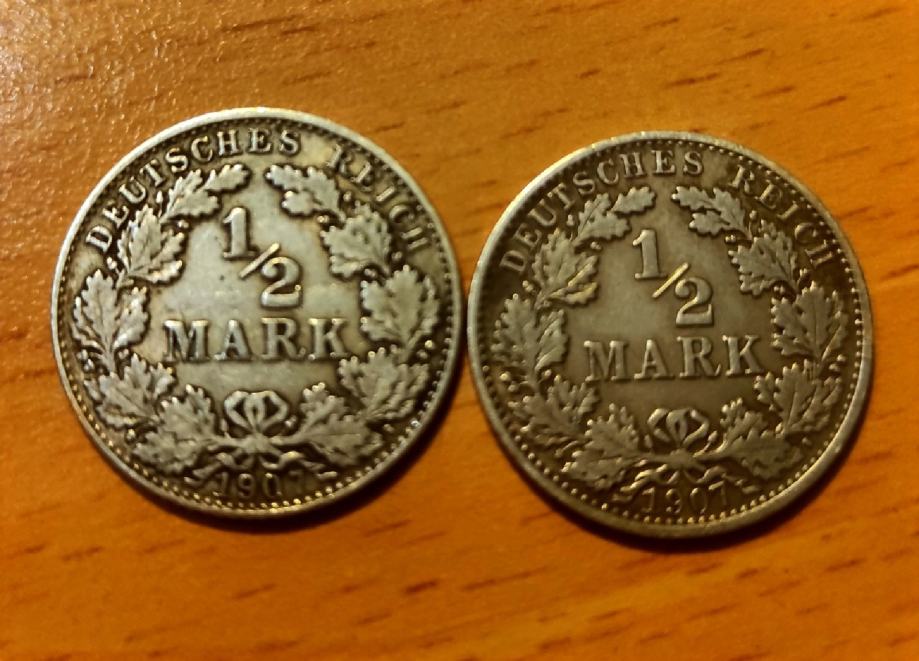 DEUTSCHES REICH
1/2
MARK
1907
DEUTSCHES REICH
1/2
MARK
1907